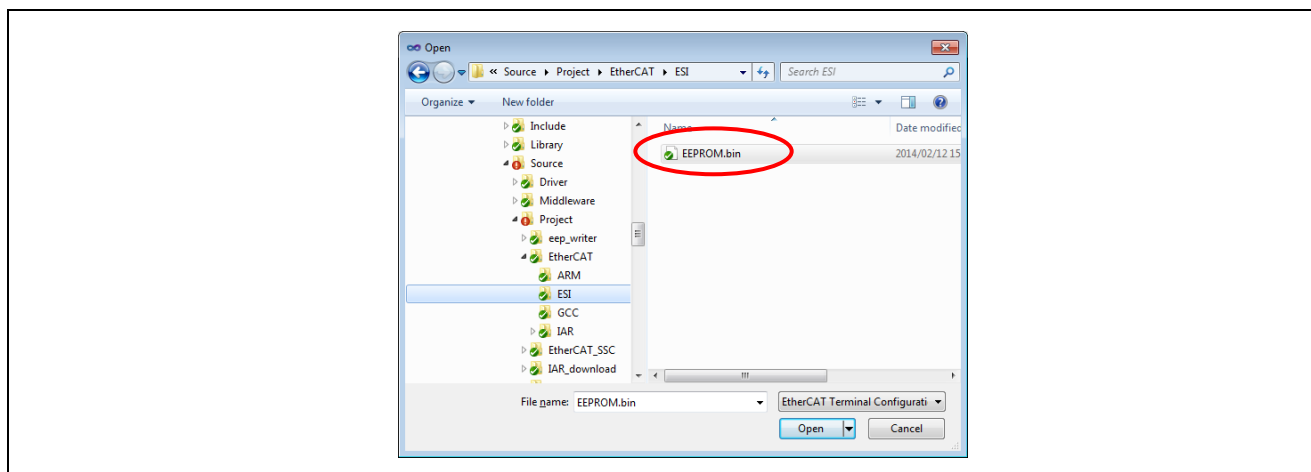 Open
« Source Project EtherCAT ESI Search ESI
Organize New folder
Include
Library
Source
Driver
Middleware
Project
eep_writer
EtherCAT
ARM
ESI
GCC
IAR
EtherCAT_SSC
IAR_download
Name Date modified
EEPROM.bin 2014/02/12 15
File name: EEPROM.bin EtherCAT Terminal Configurati
Open Cancel